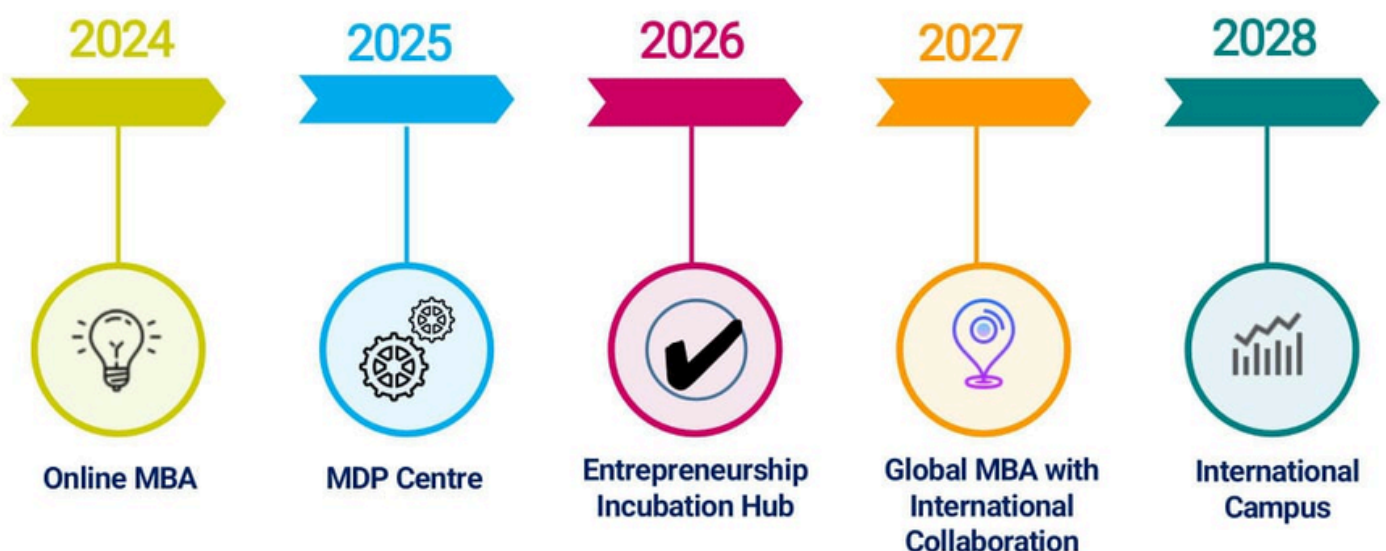 2024
2025
2026
2027
2028
Online MBA
MDP Centre
Entrepreneurship
Incubation Hub
Global MBA with
International
Collaboration
International
Campus